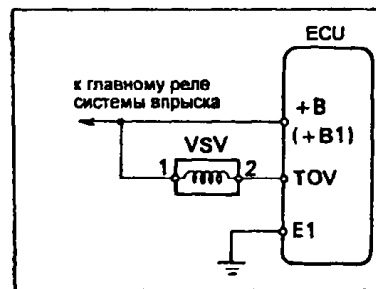 ECU
к главному реле
системы впрыска
+B
(+B1)
VSV
1 2
TOV
E1